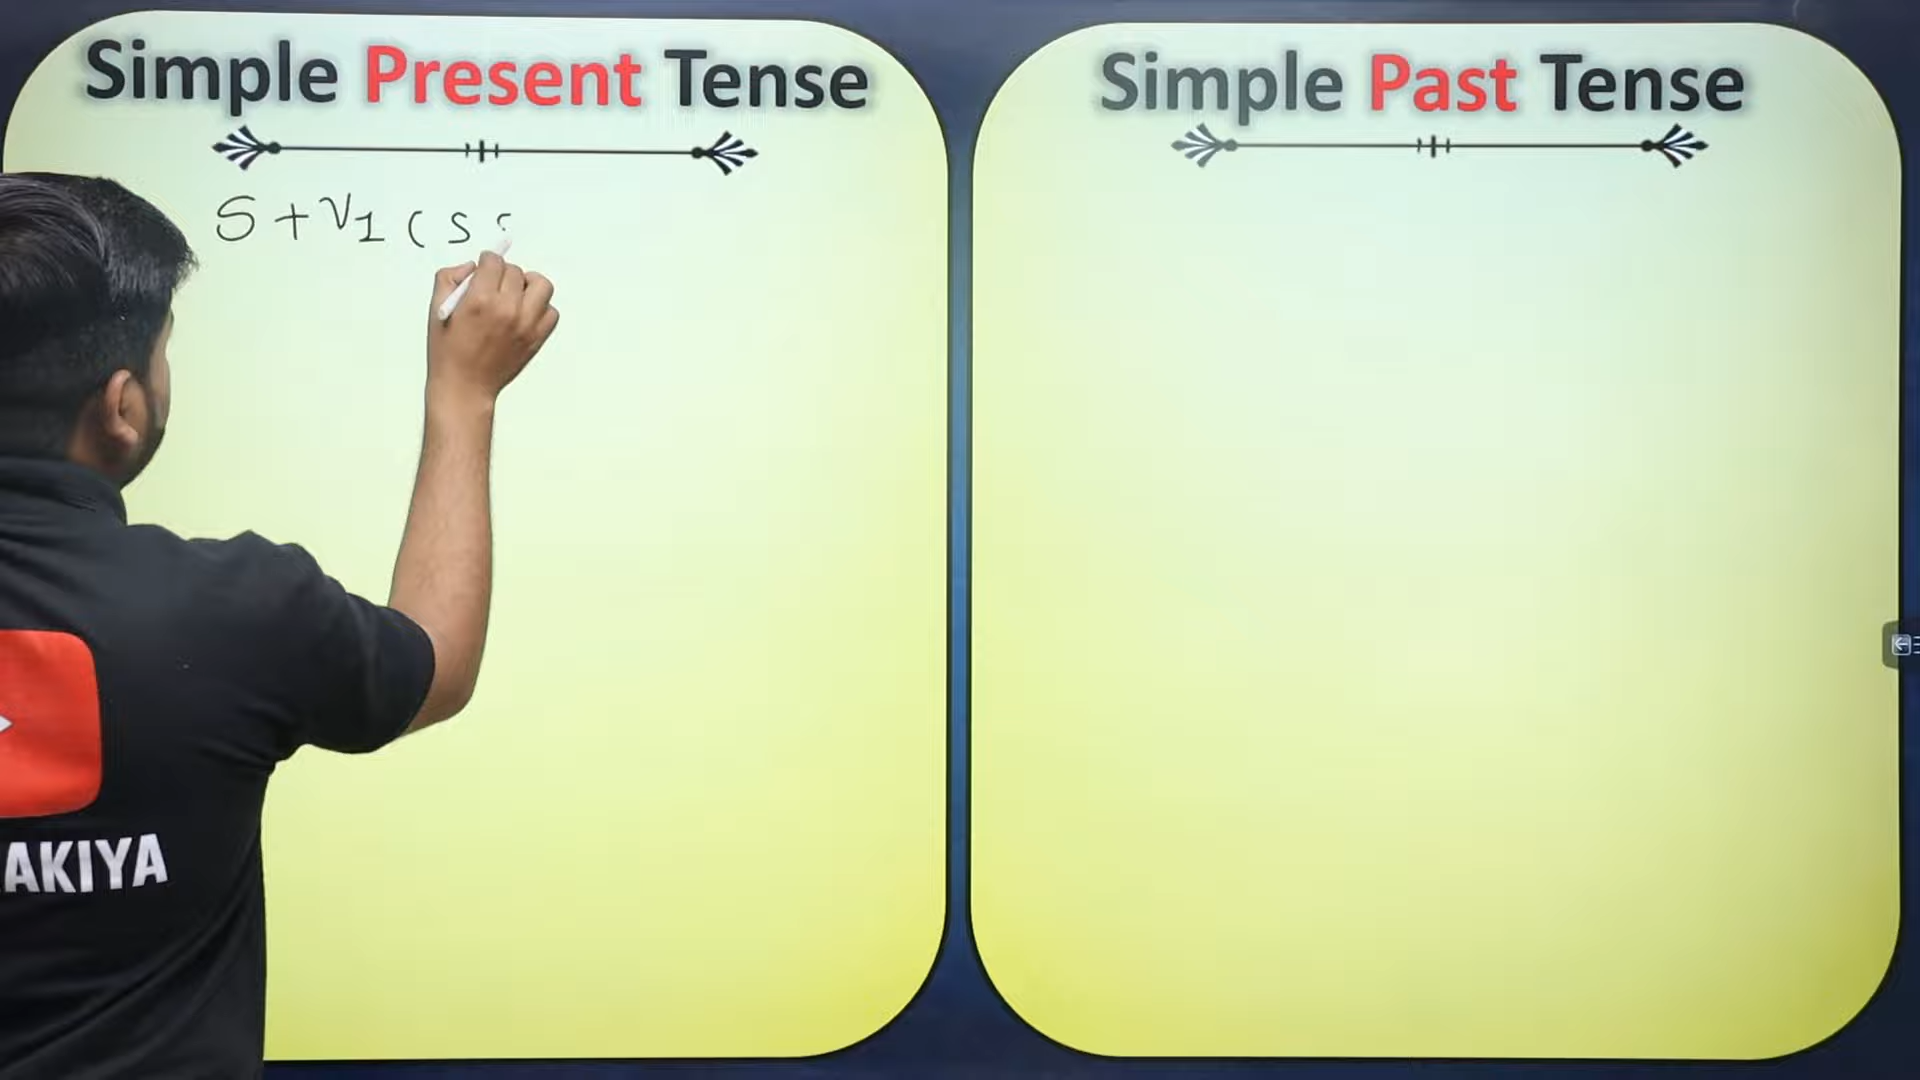 Simple Present Tense
S + V1 ( s
Simple Past Tense
AKIYA